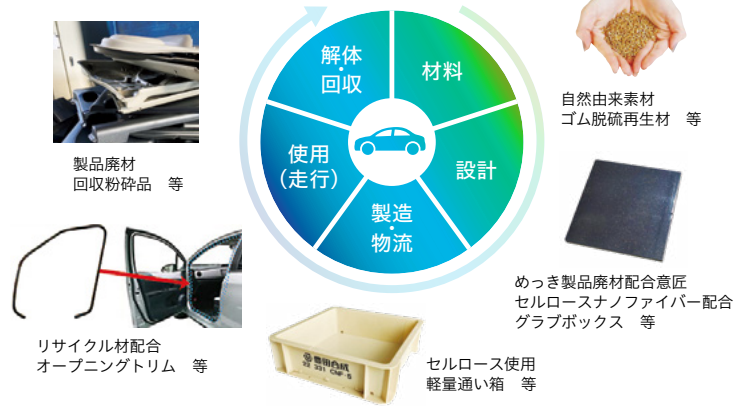 解体
・
回収
材料
設計
製造
・
物流
使用
（走行）
自然由来素材
ゴム脱硫再生材　等
製品廃材
回収粉砕品　等
めっき製品廃材配合意匠
セルロースナノファイバー配合
グラブボックス　等
リサイクル材配合
オープニングトリム　等
豊田合成
セルロース使用
軽量通い箱　等